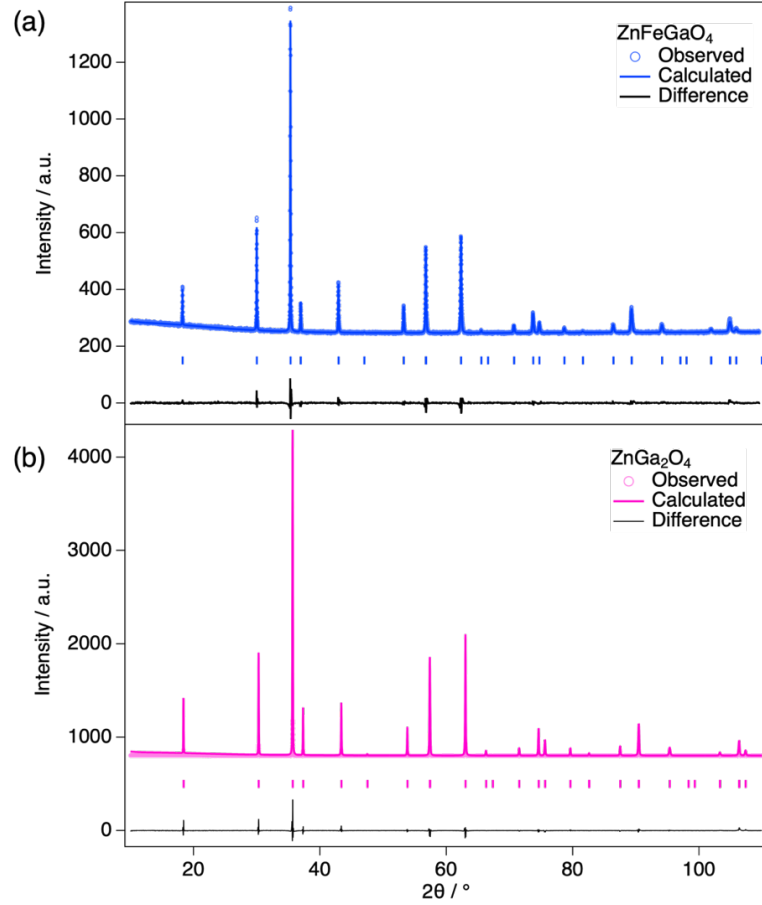 (a)
ZnFeGaO₄
Observed
Calculated
Difference
Intensity / a.u.
1200
1000
800
600
400
200
0
(b)
ZnGa₂O₄
Observed
Calculated
Difference
Intensity / a.u.
4000
3000
2000
1000
0
20 40 60 80 100
2θ / °